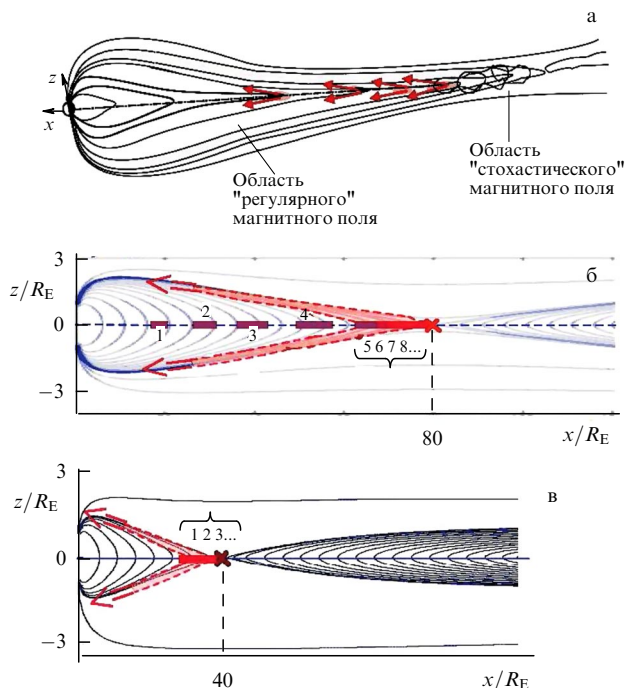 а
z
x
Область
"регулярного"
магнитного поля
Область
"стохастического"
магнитного поля
б
z/R_E
3
0
−3
1
2
3
4
5 6 7 8...
80
x/R_E
в
z/R_E
3
0
−3
1 2 3...
40
x/R_E